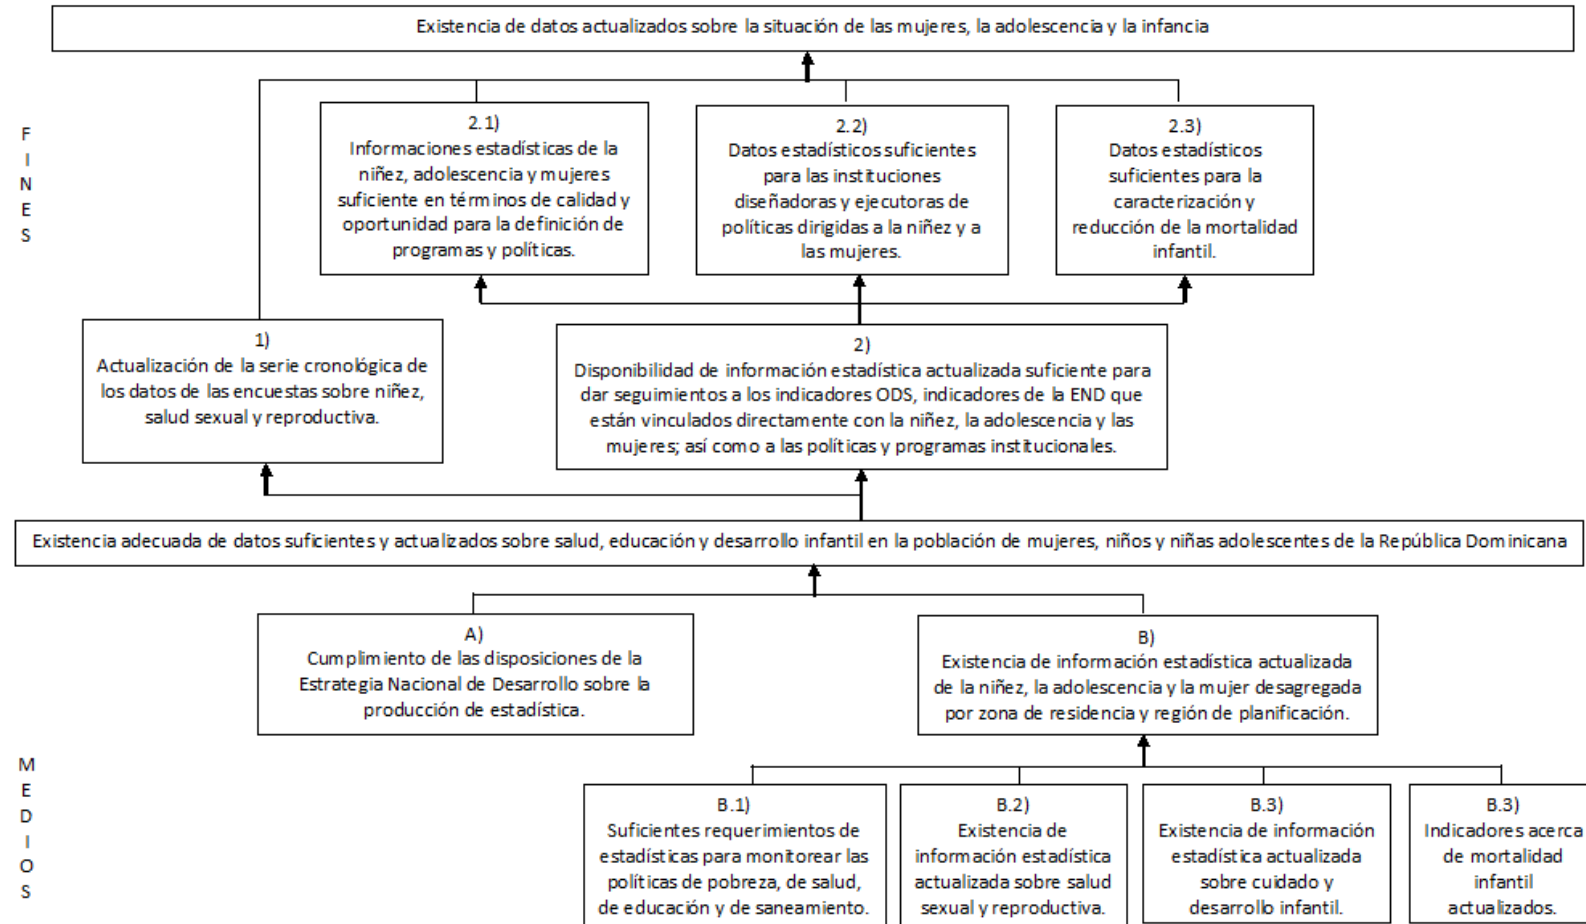 Existencia de datos actualizados sobre la situación de las mujeres, la adolescencia y la infancia
F
I
N
E
S
2.1)
Informaciones estadísticas de la
niñez, adolescencia y mujeres
suficiente en términos de calidad y
oportunidad para la definición de
programas y políticas.
2.2)
Datos estadísticos suficientes
para las instituciones
diseñadoras y ejecutoras de
políticas dirigidas a la niñez y a
las mujeres.
2.3)
Datos estadísticos
suficientes para la
caracterización y
reducción de la mortalidad
infantil.
1)
Actualización de la serie cronológica de
los datos de las encuestas sobre niñez,
salud sexual y reproductiva.
2)
Disponibilidad de información estadística actualizada suficiente para
dar seguimientos a los indicadores ODS, indicadores de la END que
están vinculados directamente con la niñez, la adolescencia y las
mujeres; así como a las políticas y programas institucionales.
Existencia adecuada de datos suficientes y actualizados sobre salud, educación y desarrollo infantil en la población de mujeres, niños y niñas adolescentes de la República Dominicana
A)
Cumplimiento de las disposiciones de la
Estrategia Nacional de Desarrollo sobre la
producción de estadística.
B)
Existencia de información estadística actualizada
de la niñez, la adolescencia y la mujer desagregada
por zona de residencia y región de planificación.
M
E
D
I
O
S
B.1)
Suficientes requerimientos de
estadísticas para monitorear las
políticas de pobreza, de salud,
de educación y de saneamiento.
B.2)
Existencia de
información estadística
actualizada sobre salud
sexual y reproductiva.
B.3)
Existencia de información
estadística actualizada
sobre cuidado y
desarrollo infantil.
B.3)
Indicadores acerca
de mortalidad
infantil
actualizados.